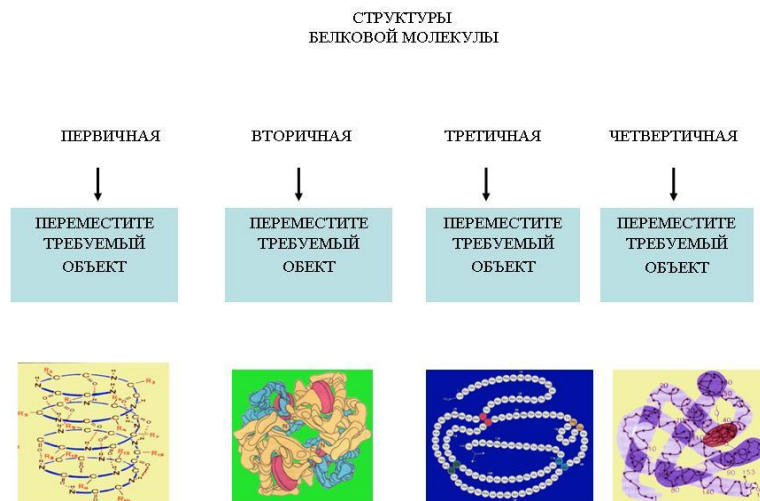 СТРУКТУРЫ
БЕЛКОВОЙ МОЛЕКУЛЫ
ПЕРВИЧНАЯ
ВТОРИЧНАЯ
ТРЕТИЧНАЯ
ЧЕТВЕРТИЧНАЯ
ПЕРЕМЕСТИТЕ
ТРЕБУЕМЫЙ
ОБЪЕКТ
ПЕРЕМЕСТИТЕ
ТРЕБУЕМЫЙ
ОБЕКТ
ПЕРЕМЕСТИТЕ
ТРЕБУЕМЫЙ
ОБЪЕКТ
ПЕРЕМЕСТИТЕ
ТРЕБУЕМЫЙ
ОБЪЕКТ